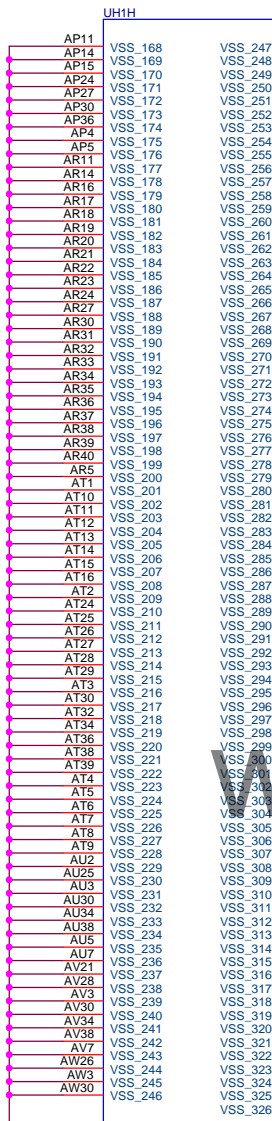 UH1H
AP11 VSS_168 VSS_247
AP14 VSS_169 VSS_248
AP15 VSS_170 VSS_249
AP24 VSS_171 VSS_250
AP27 VSS_172 VSS_251
AP30 VSS_173 VSS_252
AP36 VSS_174 VSS_253
AP4 VSS_175 VSS_254
AP5 VSS_176 VSS_255
AR11 VSS_177 VSS_256
AR14 VSS_178 VSS_257
AR16 VSS_179 VSS_258
AR17 VSS_180 VSS_259
AR18 VSS_181 VSS_260
AR19 VSS_182 VSS_261
AR20 VSS_183 VSS_262
AR21 VSS_184 VSS_263
AR22 VSS_185 VSS_264
AR23 VSS_186 VSS_265
AR24 VSS_187 VSS_266
AR27 VSS_188 VSS_267
AR30 VSS_189 VSS_268
AR31 VSS_190 VSS_269
AR32 VSS_191 VSS_270
AR33 VSS_192 VSS_271
AR34 VSS_193 VSS_272
AR35 VSS_194 VSS_273
AR36 VSS_195 VSS_274
AR37 VSS_196 VSS_275
AR38 VSS_197 VSS_276
AR39 VSS_198 VSS_277
AR40 VSS_199 VSS_278
AR5 VSS_200 VSS_279
AT1 VSS_201 VSS_280
AT10 VSS_202 VSS_281
AT11 VSS_203 VSS_282
AT12 VSS_204 VSS_283
AT13 VSS_205 VSS_284
AT14 VSS_206 VSS_285
AT15 VSS_207 VSS_286
AT16 VSS_208 VSS_287
AT2 VSS_209 VSS_288
AT24 VSS_210 VSS_289
AT25 VSS_211 VSS_290
AT26 VSS_212 VSS_291
AT27 VSS_213 VSS_292
AT28 VSS_214 VSS_293
AT29 VSS_215 VSS_294
AT3 VSS_216 VSS_295
AT30 VSS_217 VSS_296
AT32 VSS_218 VSS_297
AT34 VSS_219 VSS_298
AT36 VSS_220 VSS_299
AT38 VSS_221 VSS_300
AT39 VSS_222 VSS_301
AT4 VSS_223 VSS_302
AT5 VSS_224 VSS_303
AT6 VSS_225 VSS_304
AT7 VSS_226 VSS_305
AT8 VSS_227 VSS_306
AT9 VSS_228 VSS_307
AU2 VSS_229 VSS_308
AU25 VSS_230 VSS_309
AU3 VSS_231 VSS_310
AU30 VSS_232 VSS_311
AU34 VSS_233 VSS_312
AU38 VSS_234 VSS_313
AU5 VSS_235 VSS_314
AU7 VSS_236 VSS_315
AV21 VSS_237 VSS_316
AV28 VSS_238 VSS_317
AV3 VSS_239 VSS_318
AV30 VSS_240 VSS_319
AV34 VSS_241 VSS_320
AV38 VSS_242 VSS_321
AV7 VSS_243 VSS_322
AW26 VSS_244 VSS_323
AW3 VSS_245 VSS_324
AW30 VSS_246 VSS_325
VSS_326